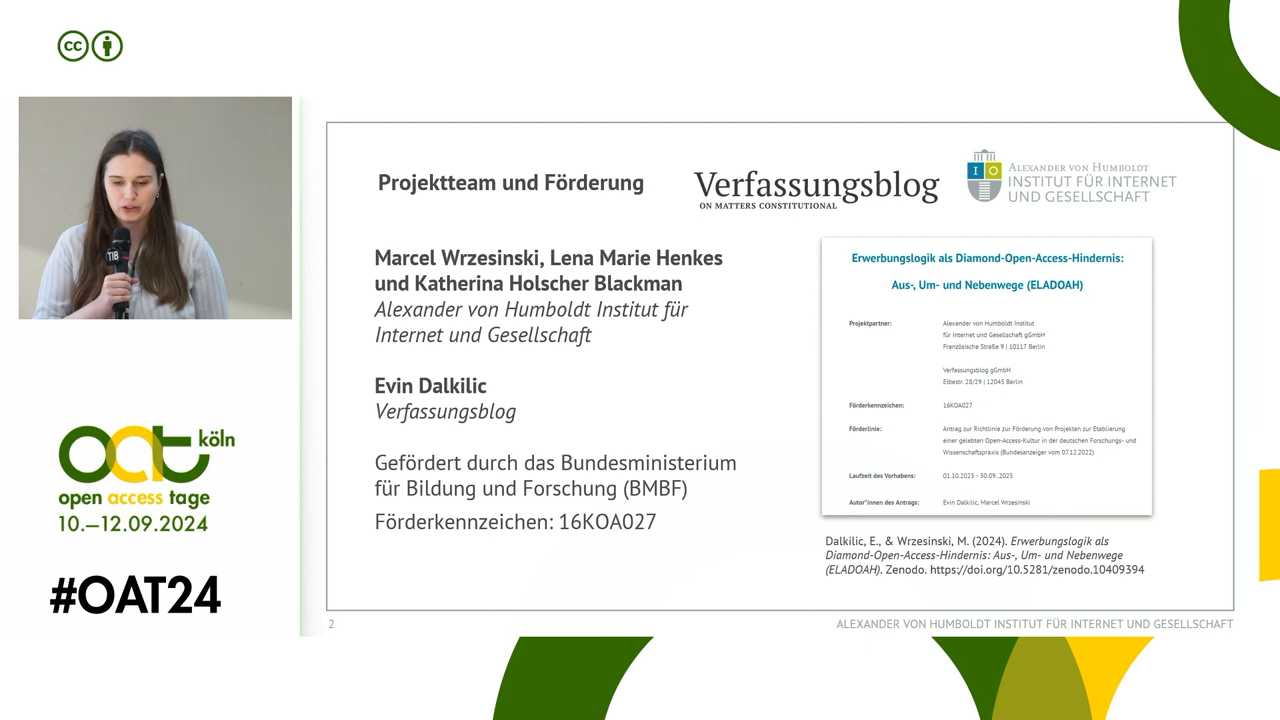 cc
TIB
oat köln
open access tage
10.—12.09.2024
#OAT24
Projektteam und Förderung
Verfassungsblog
ON MATTERS CONSTITUTIONAL
I O
ALEXANDER VON HUMBOLDT
INSTITUT FÜR INTERNET
UND GESELLSCHAFT
Marcel Wrzesinski, Lena Marie Henkes
und Katherina Holscher Blackman
Alexander von Humboldt Institut für
Internet und Gesellschaft
Evin Dalkilic
Verfassungsblog
Gefördert durch das Bundesministerium
für Bildung und Forschung (BMBF)
Förderkennzeichen: 16KOA027
Erwerbungslogik als Diamond-Open-Access-Hindernis:
Aus-, Um- und Nebenwege (ELADOAH)
Projektpartner: Alexander von Humboldt Institut
für Internet und Gesellschaft gGmbH
Französische Straße 9 | 10117 Berlin
Verfassungsblog gGmbH
Elbestr. 28/29 | 12045 Berlin
Förderkennzeichen: 16KOA027
Förderlinie: Antrag zur Richtlinie zur Förderung von Projekten zur Etablierung
einer gelebten Open-Access-Kultur in der deutschen Forschungs- und
Wissenschaftspraxis (Bundesanzeiger vom 07.12.2022)
Laufzeit des Vorhabens: 01.10.2023 - 30.09..2025
Autor*innen des Antrags: Evin Dalkilic, Marcel Wrzesinski
Dalkilic, E., & Wrzesinski, M. (2024). Erwerbungslogik als
Diamond-Open-Access-Hindernis: Aus-, Um- und Nebenwege
(ELADOAH). Zenodo. https://doi.org/10.5281/zenodo.10409394
2
ALEXANDER VON HUMBOLDT INSTITUT FÜR INTERNET UND GESELLSCHAFT